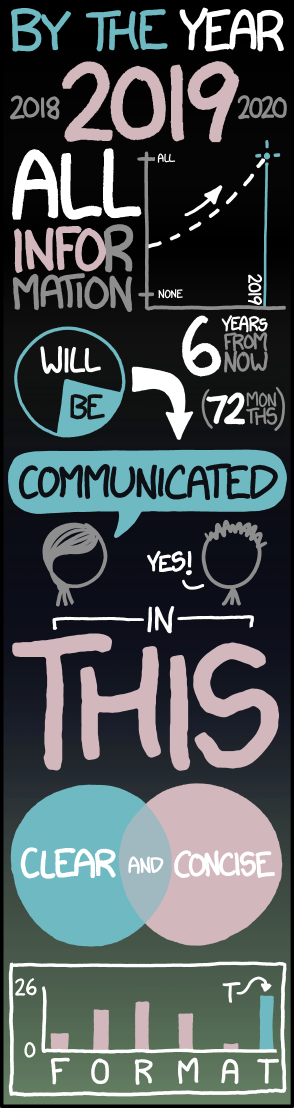 BY THE YEAR
2018 2019 2020
ALL
INFOR
MATION
ALL
NONE
2019
6 YEARS
FROM
NOW
(72 MON
THS)
WILL
BE
COMMUNICATED
YES!
IN
THIS
CLEAR AND CONCISE
26
T
0
F O R M A T